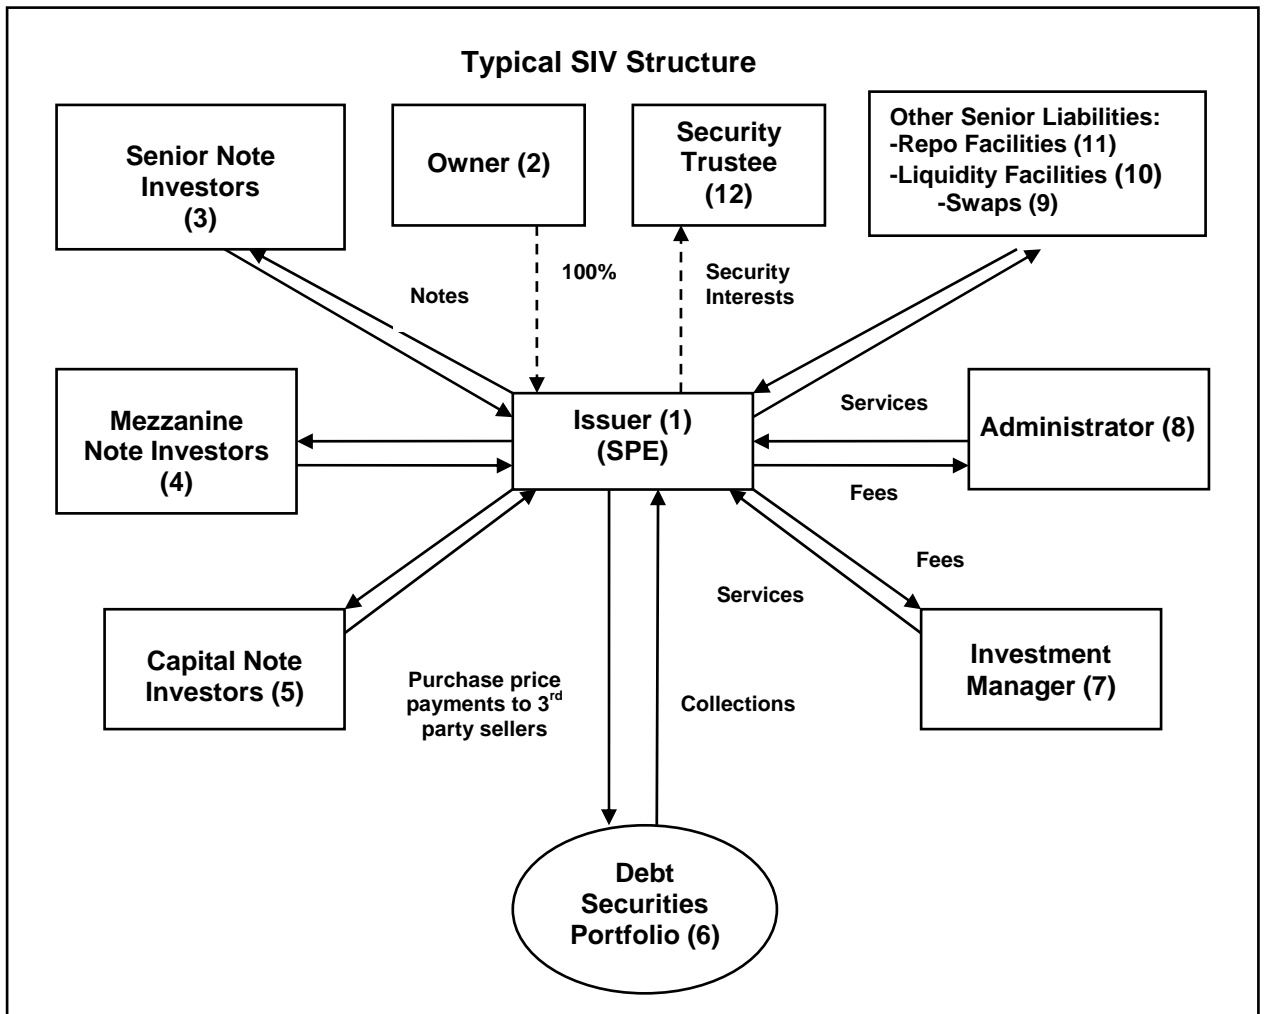 Typical SIV Structure
Senior Note
Investors
(3)
Owner (2)
Security
Trustee
(12)
Other Senior Liabilities:
-Repo Facilities (11)
-Liquidity Facilities (10)
-Swaps (9)
Notes
100%
Security
Interests
Mezzanine
Note Investors
(4)
Issuer (1)
(SPE)
Services
Administrator (8)
Fees
Capital Note
Investors (5)
Purchase price
payments to 3rd
party sellers
Collections
Services
Fees
Investment
Manager (7)
Debt
Securities
Portfolio (6)